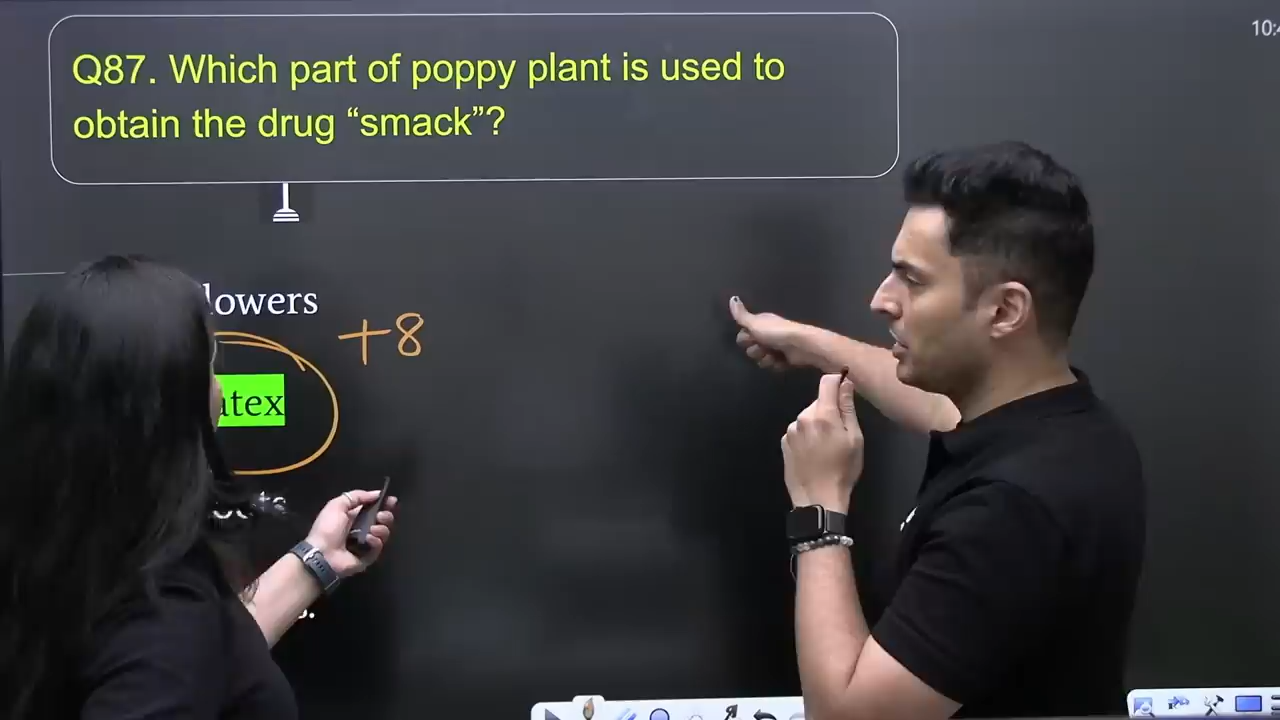 Q87. Which part of poppy plant is used to
obtain the drug “smack”?
lowers
+8
atex